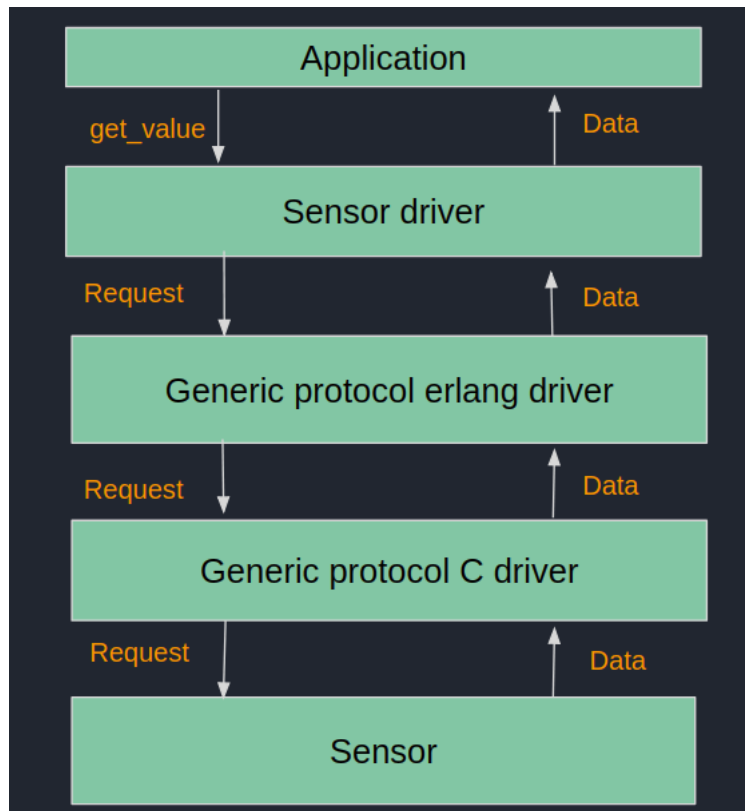 Application
get_value
Data
Sensor driver
Request
Data
Generic protocol erlang driver
Request
Data
Generic protocol C driver
Request
Data
Sensor